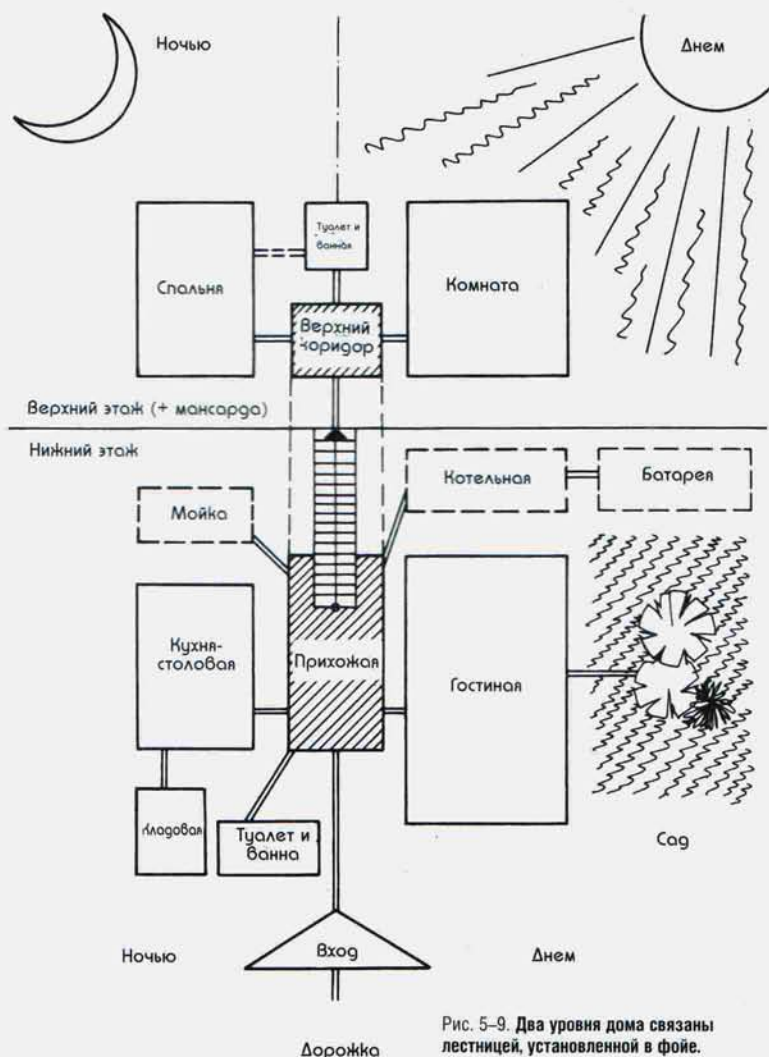 Ночью
Днем
Туалет и
ванная
Спальня
Комната
Верхний
коридор
Верхний этаж (+ мансарда)
Нижний этаж
Котельная
Батарея
Мойка
Кухня-
столовая
Прихожая
Гостиная
Кладовая
Туалет и
ванна
Сад
Ночью
Вход
Днем
Дорожка
Рис. 5–9. Два уровня дома связаны
лестницей, установленной в фойе.